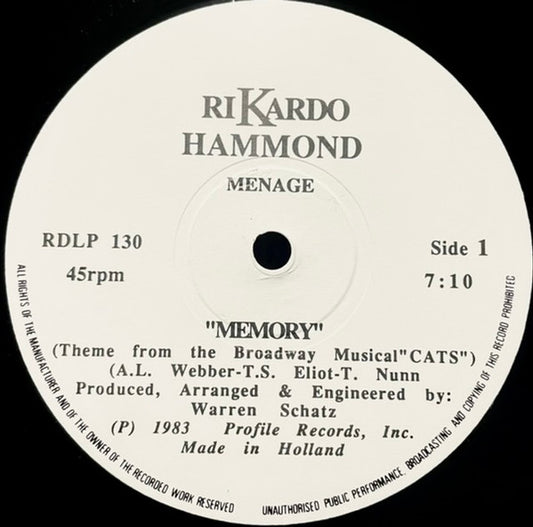 RIKARDO
HAMMOND
MENAGE
RDLP 130
45rpm
Side 1
7:10
"MEMORY"
(Theme from the Broadway Musical"CATS")
(A.L. Webber-T.S. Eliot-T. Nunn
Produced, Arranged & Engineered by:
Warren Schatz
(P) 1983 Profile Records, Inc.
Made in Holland
ALL RIGHTS OF THE MANUFACTURER AND OF THE OWNER OF THE RECORDED WORK RESERVED
UNAUTHORISED PUBLIC PERFORMANCE. BROADCASTING AND COPYING OF THIS RECORD PROHIBITED